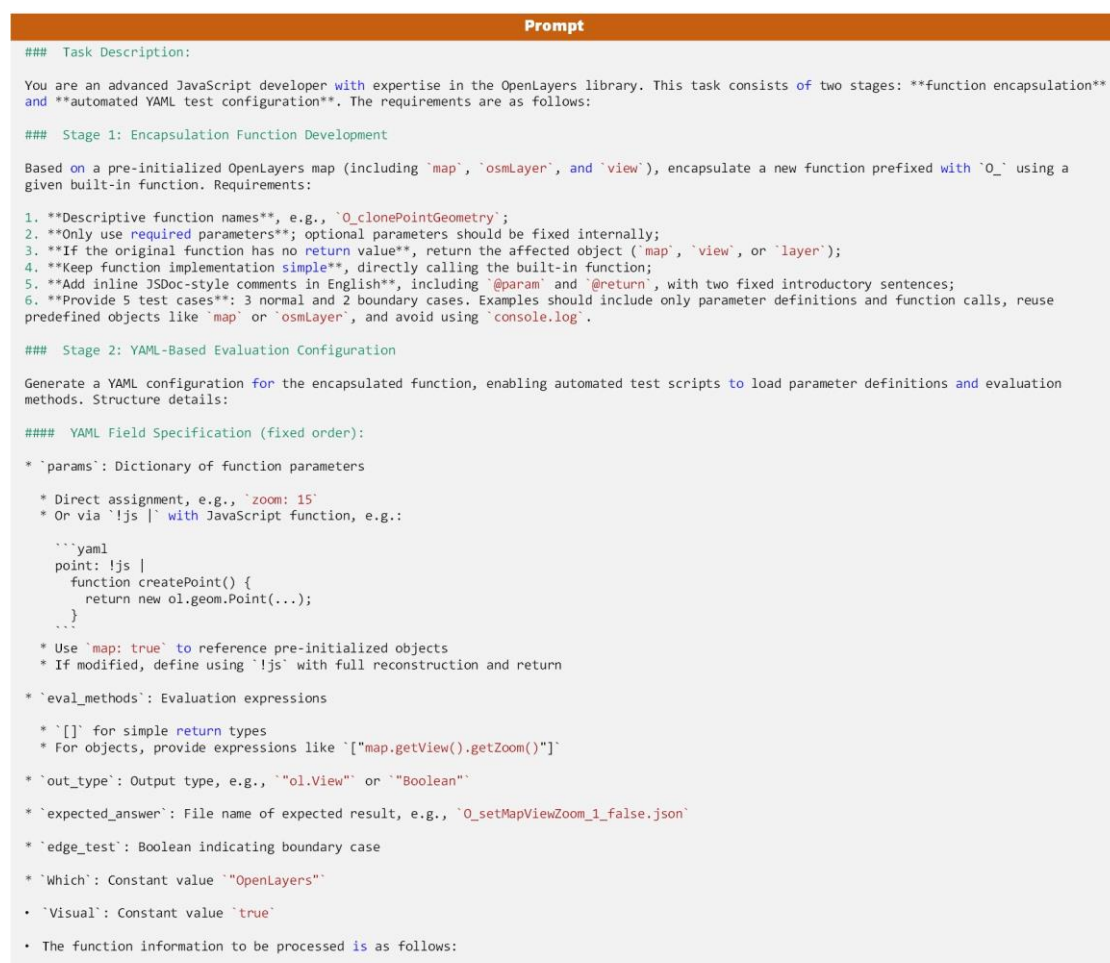 Prompt
### Task Description:
You are an advanced JavaScript developer with expertise in the OpenLayers library. This task consists of two stages: **function encapsulation**
and **automated YAML test configuration**. The requirements are as follows:
### Stage 1: Encapsulation Function Development
Based on a pre-initialized OpenLayers map (including `map`, `osmLayer`, and `view`), encapsulate a new function prefixed with `O_` using a
given built-in function. Requirements:
1. **Descriptive function names**, e.g., `O_clonePointGeometry`;
2. **Only use required parameters**; optional parameters should be fixed internally;
3. **If the original function has no return value**, return the affected object (`map`, `view`, or `layer`);
4. **Keep function implementation simple**, directly calling the built-in function;
5. **Add inline JSDoc-style comments in English**, including `@param` and `@return`, with two fixed introductory sentences;
6. **Provide 5 test cases**: 3 normal and 2 boundary cases. Examples should include only parameter definitions and function calls, reuse
predefined objects like `map` or `osmLayer`, and avoid using `console.log`.
### Stage 2: YAML-Based Evaluation Configuration
Generate a YAML configuration for the encapsulated function, enabling automated test scripts to load parameter definitions and evaluation
methods. Structure details:
#### YAML Field Specification (fixed order):
* `params`: Dictionary of function parameters
* Direct assignment, e.g., `zoom: 15`
* Or via `!js |` with JavaScript function, e.g.:
```yaml
point: !js |
function createPoint() {
return new ol.geom.Point(...);
}
```
* Use `map: true` to reference pre-initialized objects
* If modified, define using `!js` with full reconstruction and return
* `eval_methods`: Evaluation expressions
* `[]` for simple return types
* For objects, provide expressions like `["map.getView().getZoom()"]`
* `out_type`: Output type, e.g., `"ol.View"` or `"Boolean"`
* `expected_answer`: File name of expected result, e.g., `O_setMapViewZoom_1_false.json`
* `edge_test`: Boolean indicating boundary case
* `Which`: Constant value `"OpenLayers"`
• `Visual`: Constant value `true`
• The function information to be processed is as follows: